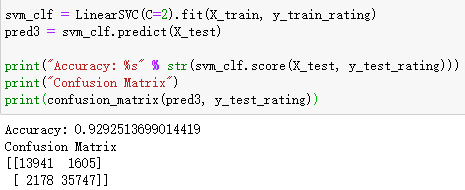 svm_clf = LinearSVC(C=2).fit(X_train, y_train_rating)
pred3 = svm_clf.predict(X_test)
print("Accuracy: %s" % str(svm_clf.score(X_test, y_test_rating)))
print("Confusion Matrix")
print(confusion_matrix(pred3, y_test_rating))
Accuracy: 0.9292513699014419
Confusion Matrix
[[13941  1605]
 [ 2178 35747]]